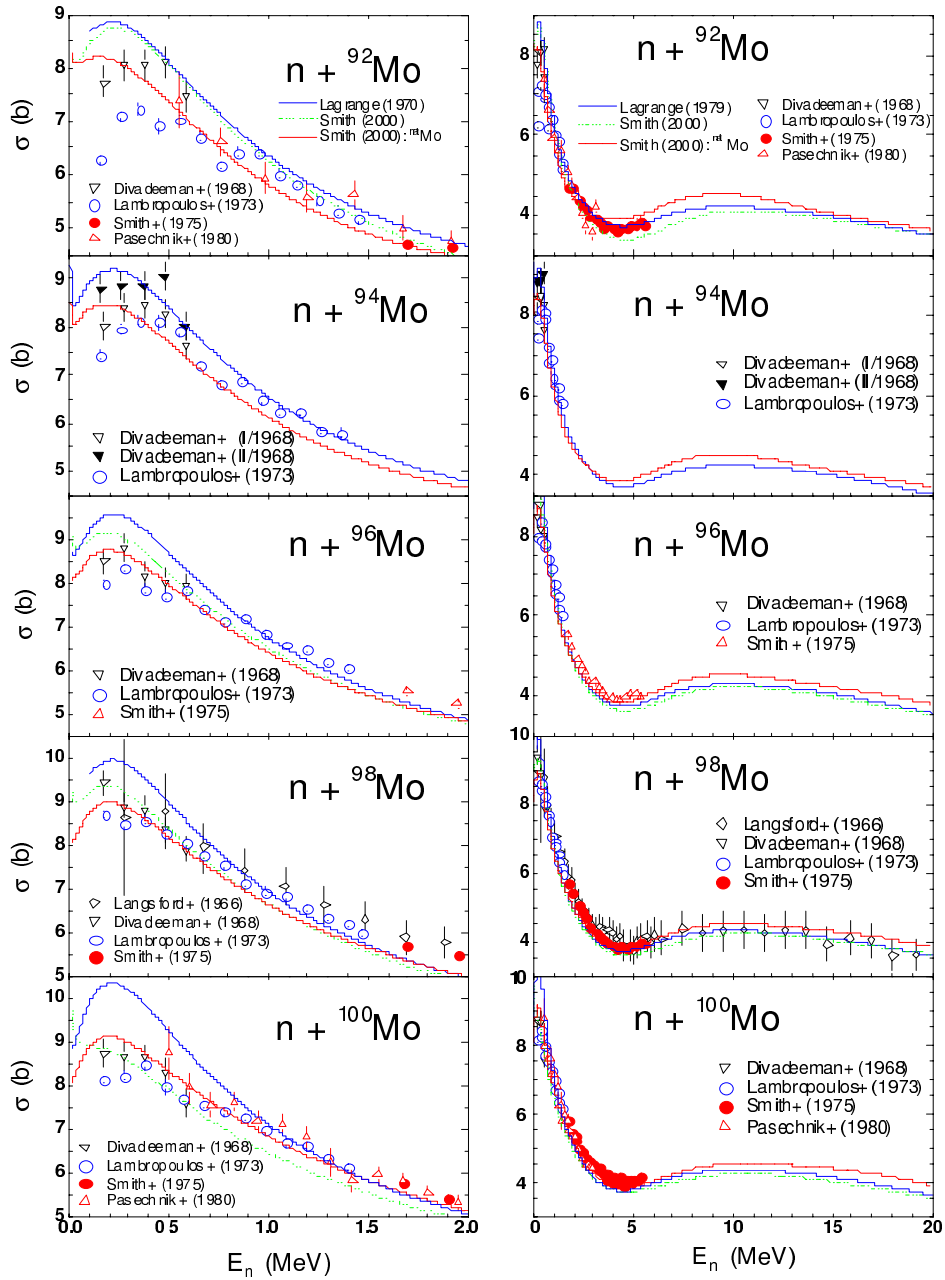 9
8
7
6
5
σ (b)
n + ⁹²Mo
Lagrange (1970)
Smith (2000)
Smith (2000): ⁿᵃᵗMo
Divadeeman+ (1968)
Lambropoulos+ (1973)
Smith+ (1975)
Pasechnik+ (1980)
8
6
4
n + ⁹²Mo
Lagrange (1979)
Smith (2000)
Smith (2000): ⁿᵃᵗMo
Divadeeman+ (1968)
Lambropoulos+ (1973)
Smith+ (1975)
Pasechnik+ (1980)
9
8
7
6
5
σ (b)
n + ⁹⁴Mo
Divadeeman+ (I/1968)
Divadeeman+ (II/1968)
Lambropoulos+ (1973)
8
6
4
n + ⁹⁴Mo
Divadeeman+ (I/1968)
Divadeeman+ (II/1968)
Lambropoulos+ (1973)
9
8
7
6
5
σ (b)
n + ⁹⁶Mo
Divadeeman+ (1968)
Lambropoulos+ (1973)
Smith+ (1975)
8
6
4
n + ⁹⁶Mo
Divadeeman+ (1968)
Lambropoulos+ (1973)
Smith+ (1975)
10
9
8
7
6
5
σ (b)
n + ⁹⁸Mo
Langsford+ (1966)
Divadeeman+ (1968)
Lambropoulos+ (1973)
Smith+ (1975)
10
8
6
4
n + ⁹⁸Mo
Langsford+ (1966)
Divadeeman+ (1968)
Lambropoulos+ (1973)
Smith+ (1975)
10
9
8
7
6
5
σ (b)
n + ¹⁰⁰Mo
Divadeeman+ (1968)
Lambropoulos+ (1973)
Smith+ (1975)
Pasechnik+ (1980)
0.0 0.5 1.0 1.5 2.0
Eₙ (MeV)
10
8
6
4
n + ¹⁰⁰Mo
Divadeeman+ (1968)
Lambropoulos+ (1973)
Smith+ (1975)
Pasechnik+ (1980)
0 5 10 15 20
Eₙ (MeV)